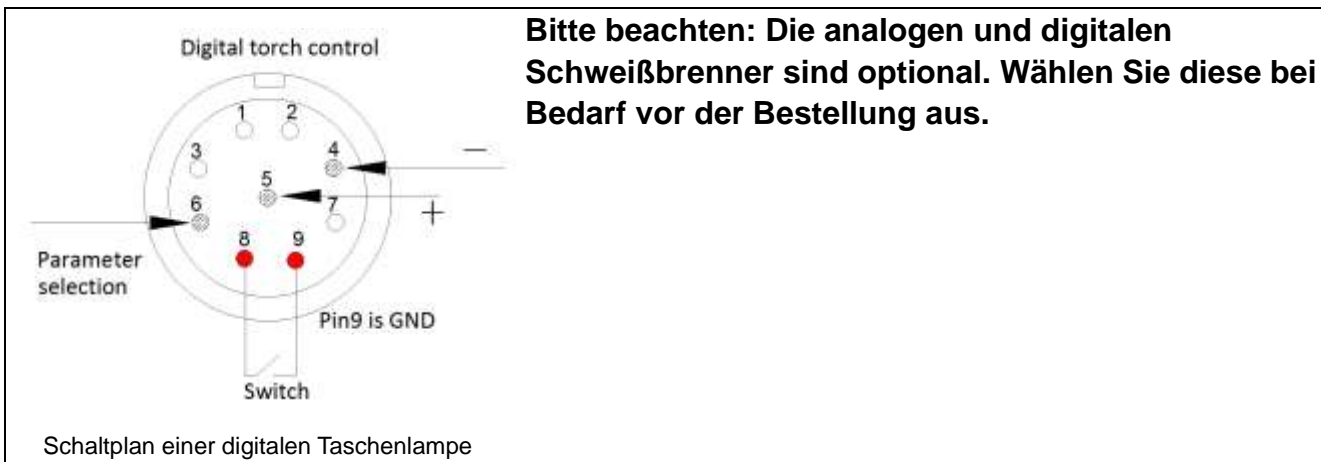 Digital torch control
1 2
3 4 −
5
6 7 +
8 9
Parameter
selection
Pin9 is GND
Switch
Schaltplan einer digitalen Taschenlampe
Bitte beachten: Die analogen und digitalen
Schweißbrenner sind optional. Wählen Sie diese bei
Bedarf vor der Bestellung aus.